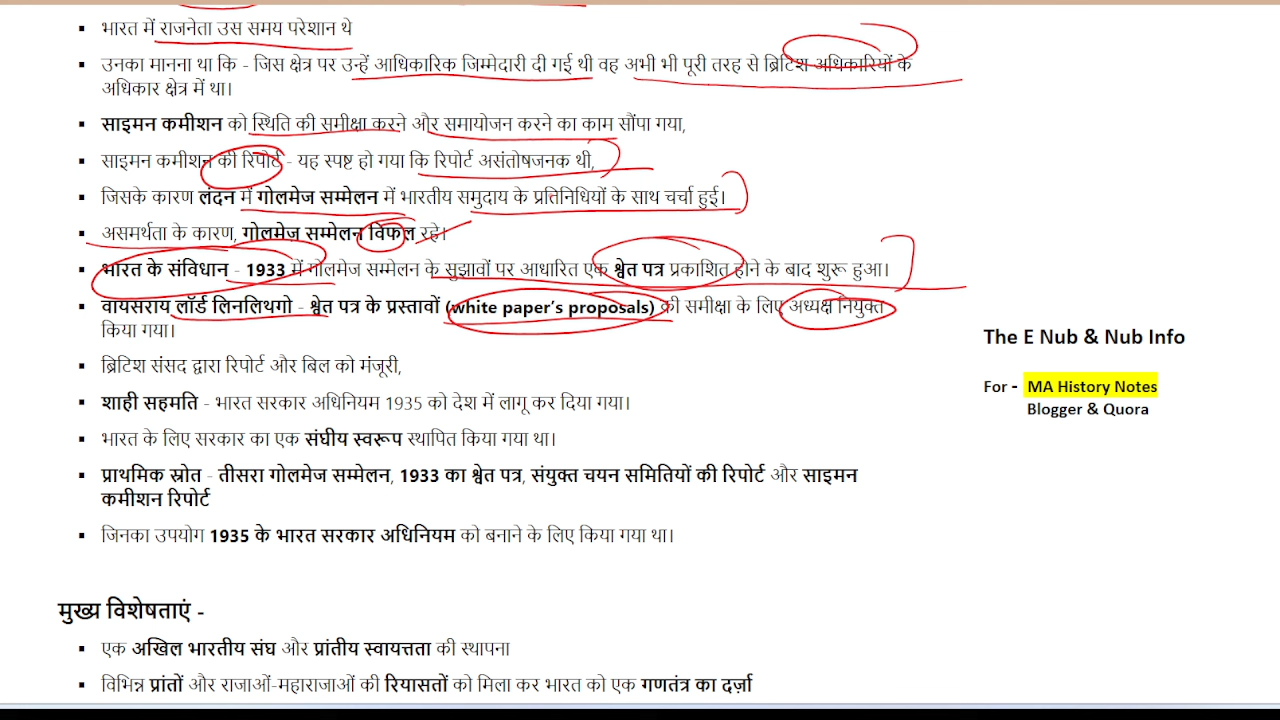 भारत में राजनेता उस समय परेशान थे
उनका मानना था कि - जिस क्षेत्र पर उन्हें आधिकारिक जिम्मेदारी दी गई थी वह अभी भी पूरी तरह से ब्रिटिश अधिकारियों के
अधिकार क्षेत्र में था।
साइमन कमीशन को स्थिति की समीक्षा करने और समायोजन करने का काम सौंपा गया,
साइमन कमीशन की रिपोर्ट - यह स्पष्ट हो गया कि रिपोर्ट असंतोषजनक थी,
जिसके कारण लंदन में गोलमेज सम्मेलन में भारतीय समुदाय के प्रतिनिधियों के साथ चर्चा हुई।
असमर्थता के कारण, गोलमेज सम्मेलन विफल रहे।
भारत के संविधान - 1933 में गोलमेज सम्मेलन के सुझावों पर आधारित एक श्वेत पत्र प्रकाशित होने के बाद शुरू हुआ।
वायसराय लॉर्ड लिनलिथगो - श्वेत पत्र के प्रस्तावों (white paper's proposals) की समीक्षा के लिए अध्यक्ष नियुक्त
किया गया।
ब्रिटिश संसद द्वारा रिपोर्ट और बिल को मंजूरी,
शाही सहमति - भारत सरकार अधिनियम 1935 को देश में लागू कर दिया गया।
भारत के लिए सरकार का एक संघीय स्वरूप स्थापित किया गया था।
प्राथमिक स्रोत - तीसरा गोलमेज सम्मेलन, 1933 का श्वेत पत्र, संयुक्त चयन समितियों की रिपोर्ट और साइमन
कमीशन रिपोर्ट
जिनका उपयोग 1935 के भारत सरकार अधिनियम को बनाने के लिए किया गया था।
मुख्य विशेषताएं -
एक अखिल भारतीय संघ और प्रांतीय स्वायत्तता की स्थापना
विभिन्न प्रांतों और राजाओं-महाराजाओं की रियासतों को मिला कर भारत को एक गणतंत्र का दर्ज़ा
The E Nub & Nub Info
For - MA History Notes
Blogger & Quora